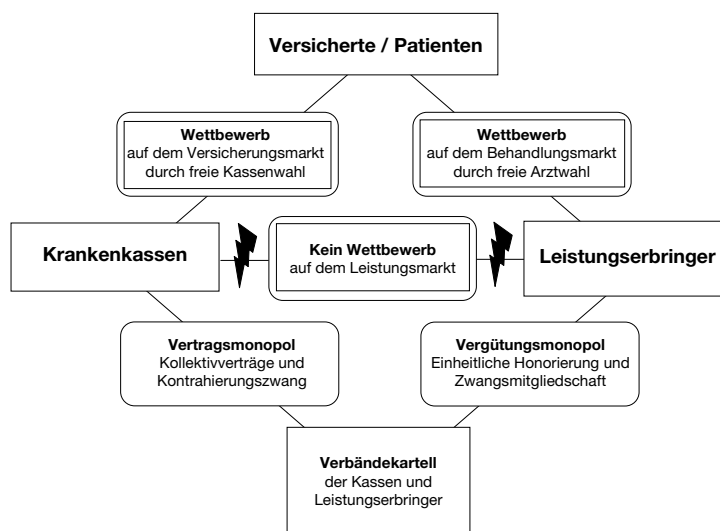 Versicherte / Patienten
Wettbewerb
auf dem Versicherungsmarkt
durch freie Kassenwahl
Wettbewerb
auf dem Behandlungsmarkt
durch freie Arztwahl
Krankenkassen
Kein Wettbewerb
auf dem Leistungsmarkt
Leistungserbringer
Vertragsmonopol
Kollektivverträge und
Kontrahierungszwang
Vergütungsmonopol
Einheitliche Honorierung und
Zwangsmitgliedschaft
Verbändekartell
der Kassen und
Leistungserbringer